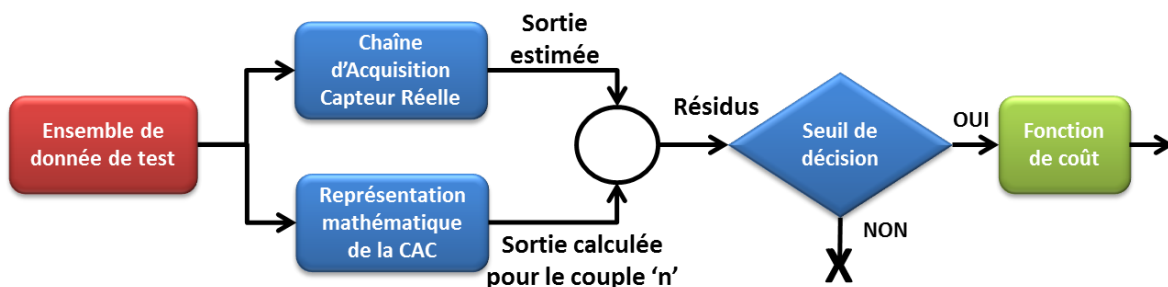 Ensemble de
donnée de test
Chaîne
d'Acquisition
Capteur Réelle
Sortie
estimée
Représentation
mathématique
de la CAC
Sortie calculée
pour le couple 'n'
Résidus
Seuil de
décision
OUI
NON
X
Fonction
de coût